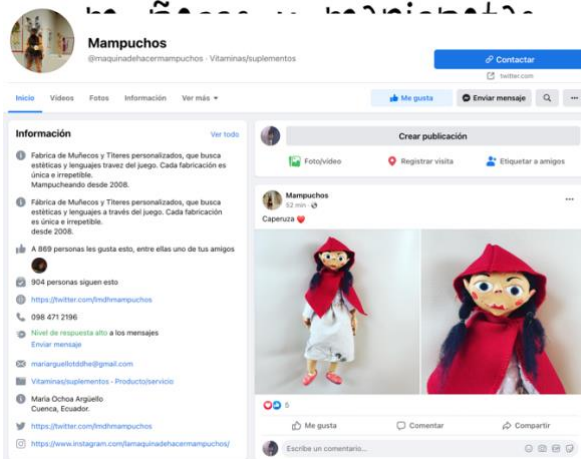 Mampuchos
@maquinadehacermampuchos · Vitaminas/suplementos
Contactar
twitter.com
Inicio Videos Fotos Información Ver más
Me gusta Enviar mensaje
Información Ver todo
Fabrica de Muñecos y Títeres personalizados, que busca
estéticas y lenguajes travez del juego. Cada fabricación es
única e irrepetible.
Mampucheando desde 2008.
Fábrica de Muñecos y Títeres personalizados, que busca
estéticas y lenguajes a través del juego. Cada fabricación
es única e irrepetible.
desde 2008.
A 869 personas les gusta esto, entre ellas uno de tus amigos
904 personas siguen esto
https://twitter.com/lmdhmampuchos
098 471 2196
Nivel de respuesta alto a los mensajes
Enviar mensaje
mariarguellotddhe@gmail.com
Vitaminas/suplementos · Producto/servicio
Maria Ochoa Argüello
Cuenca, Ecuador.
https://twitter.com/lmdhmampuchos
https://www.instagram.com/lamaquinadehacermampuchos/
Crear publicación
Foto/video Registrar visita Etiquetar a amigos
Mampuchos
52 min
Caperuza
6
Me gusta Comentar Compartir
Escribe un comentario...